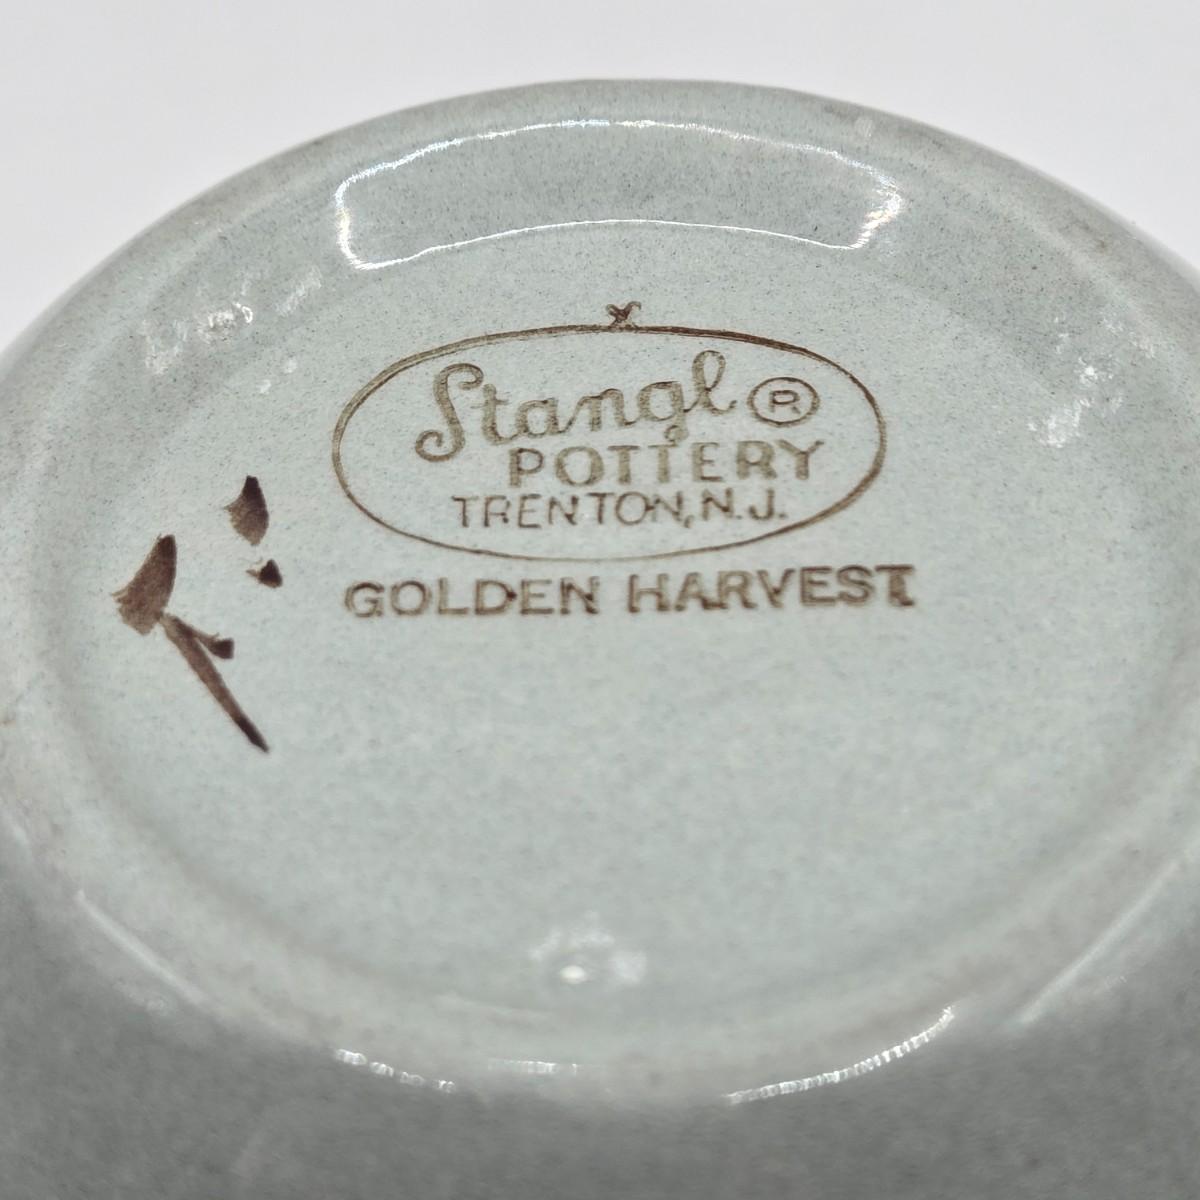 Stangl ®
POTTERY
TRENTON, N.J.
GOLDEN HARVEST